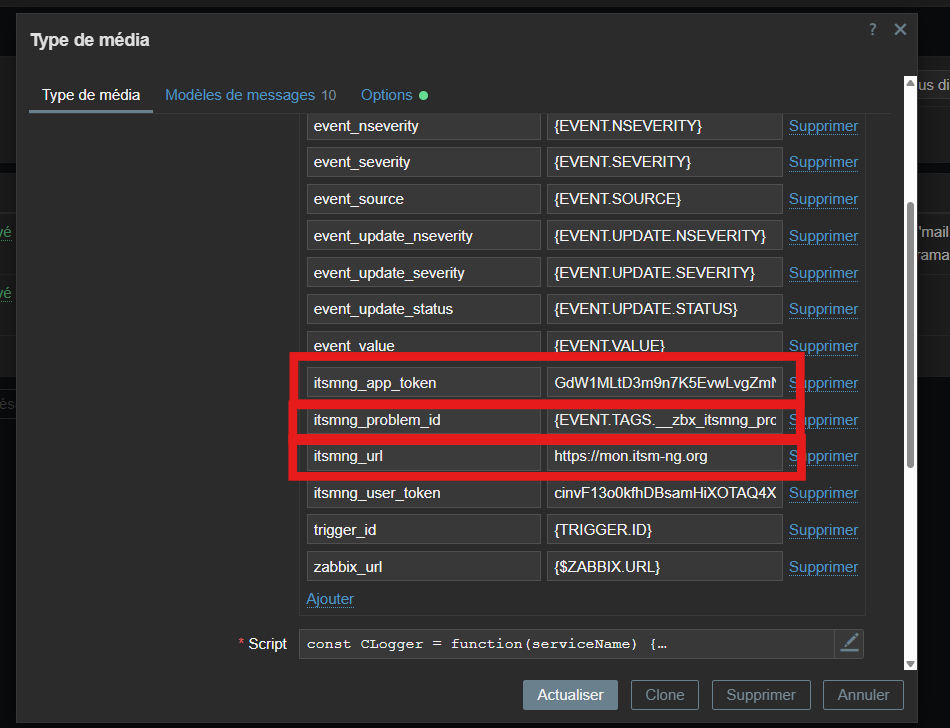 Type de média
?
Type de média Modèles de messages 10 Options
event_nseverity {EVENT.NSEVERITY} Supprimer
event_severity {EVENT.SEVERITY} Supprimer
event_source {EVENT.SOURCE} Supprimer
event_update_nseverity {EVENT.UPDATE.NSEVERITY} Supprimer
event_update_severity {EVENT.UPDATE.SEVERITY} Supprimer
event_update_status {EVENT.UPDATE.STATUS} Supprimer
event_value {EVENT.VALUE} Supprimer
itsmng_app_token GdW1MLtD3m9n7K5EvwLvgZmN Supprimer
itsmng_problem_id {EVENT.TAGS.__zbx_itsmng_pro Supprimer
itsmng_url https://mon.itsm-ng.org Supprimer
itsmng_user_token cinvF13o0kfhDBsamHiXOTAQ4X Supprimer
trigger_id {TRIGGER.ID} Supprimer
zabbix_url {$ZABBIX.URL} Supprimer
Ajouter
* Script const CLogger = function(serviceName) {…
Actualiser Clone Supprimer Annuler